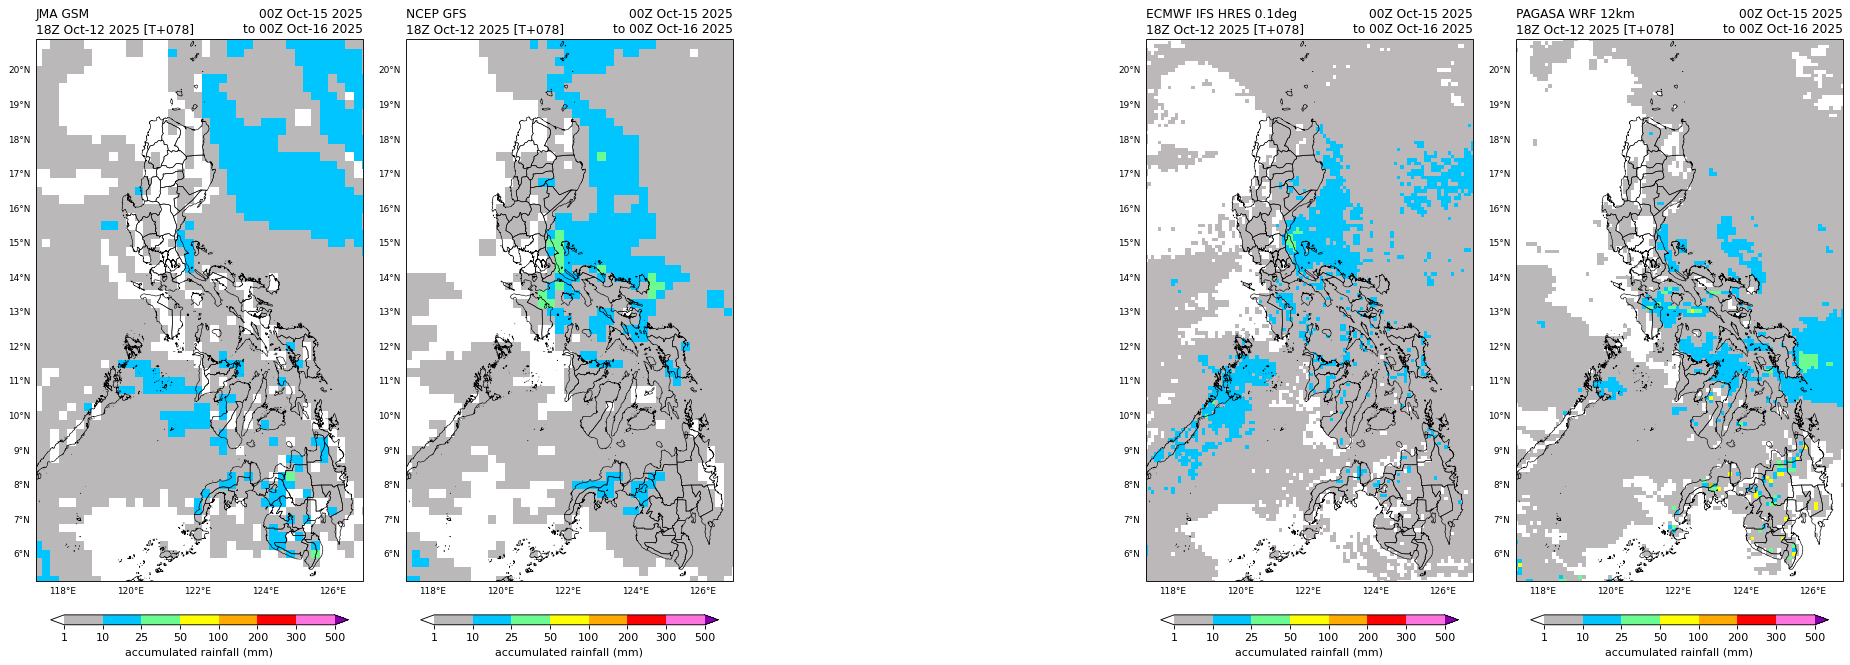 JMA GSM 00Z Oct-15 2025
18Z Oct-12 2025 [T+078] to 00Z Oct-16 2025
20°N
19°N
18°N
17°N
16°N
15°N
14°N
13°N
12°N
11°N
10°N
9°N
8°N
7°N
6°N
118°E 120°E 122°E 124°E 126°E
1 10 25 50 100 200 300 500
accumulated rainfall (mm)
NCEP GFS 00Z Oct-15 2025
18Z Oct-12 2025 [T+078] to 00Z Oct-16 2025
20°N
19°N
18°N
17°N
16°N
15°N
14°N
13°N
12°N
11°N
10°N
9°N
8°N
7°N
6°N
118°E 120°E 122°E 124°E 126°E
1 10 25 50 100 200 300 500
accumulated rainfall (mm)
ECMWF IFS HRES 0.1deg 00Z Oct-15 2025
18Z Oct-12 2025 [T+078] to 00Z Oct-16 2025
20°N
19°N
18°N
17°N
16°N
15°N
14°N
13°N
12°N
11°N
10°N
9°N
8°N
7°N
6°N
118°E 120°E 122°E 124°E 126°E
1 10 25 50 100 200 300 500
accumulated rainfall (mm)
PAGASA WRF 12km 00Z Oct-15 2025
18Z Oct-12 2025 [T+078] to 00Z Oct-16 2025
20°N
19°N
18°N
17°N
16°N
15°N
14°N
13°N
12°N
11°N
10°N
9°N
8°N
7°N
6°N
118°E 120°E 122°E 124°E 126°E
1 10 25 50 100 200 300 500
accumulated rainfall (mm)